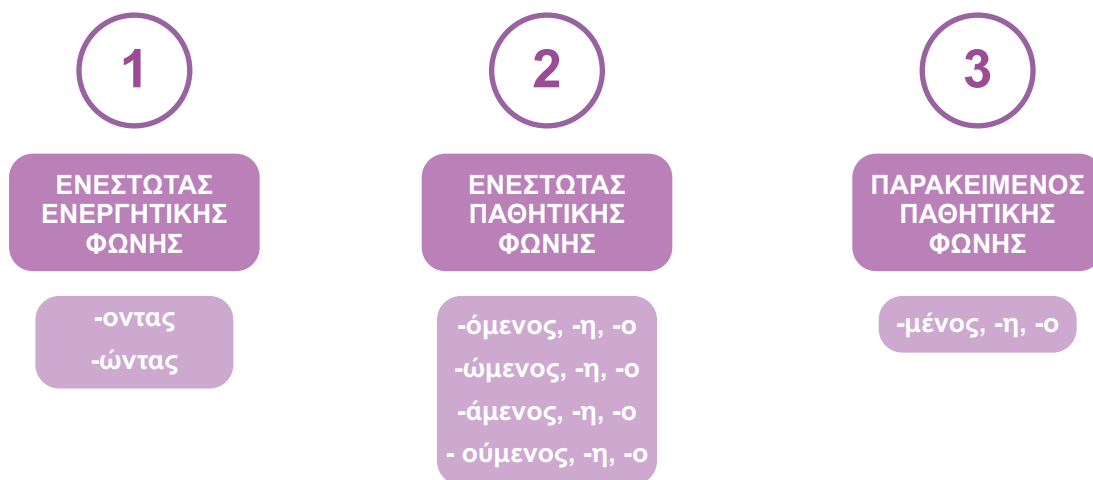 1
ΕΝΕΣΤΩΤΑΣ
ΕΝΕΡΓΗΤΙΚΗΣ
ΦΩΝΗΣ
-οντας
-ώντας
2
ΕΝΕΣΤΩΤΑΣ
ΠΑΘΗΤΙΚΗΣ
ΦΩΝΗΣ
-όμενος, -η, -ο
-ώμενος, -η, -ο
-άμενος, -η, -ο
- ούμενος, -η, -ο
3
ΠΑΡΑΚΕΙΜΕΝΟΣ
ΠΑΘΗΤΙΚΗΣ
ΦΩΝΗΣ
-μένος, -η, -ο